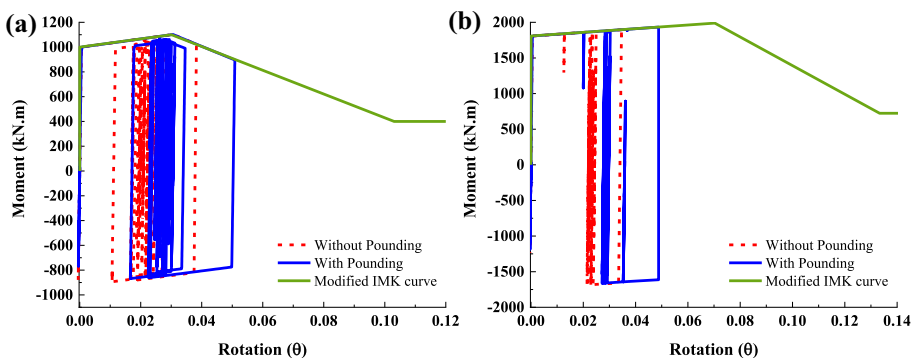 (a)
1200
1000
800
600
400
200
0
-200
-400
-600
-800
-1000
Moment (kN.m)
Without Pounding
With Pounding
Modified IMK curve
0.00 0.02 0.04 0.06 0.08 0.10 0.12
Rotation (θ)
(b)
2000
1500
1000
500
0
-500
-1000
-1500
-2000
Moment (kN.m)
Without Pounding
With Pounding
Modified IMK curve
0.00 0.02 0.04 0.06 0.08 0.10 0.12 0.14
Rotation (θ)